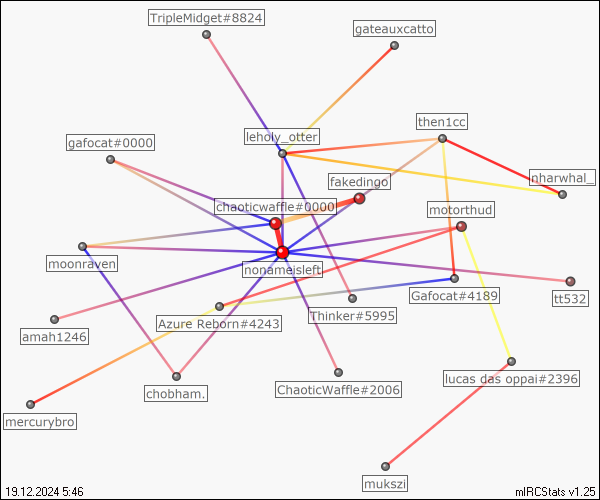 TripleMidget#8824
gateauxcatto
then1cc
leholy_otter
gafocat#0000
nharwhal_
fakedingo
chaoticwaffle#0000
motorthud
moonraven
nonameisleft
Gafocat#4189
tt532
Thinker#5995
Azure Reborn#4243
amah1246
lucas das oppai#2396
ChaoticWaffle#2006
chobham.
mercurybro
mukszi
19.12.2024 5:46
mIRCStats v1.25